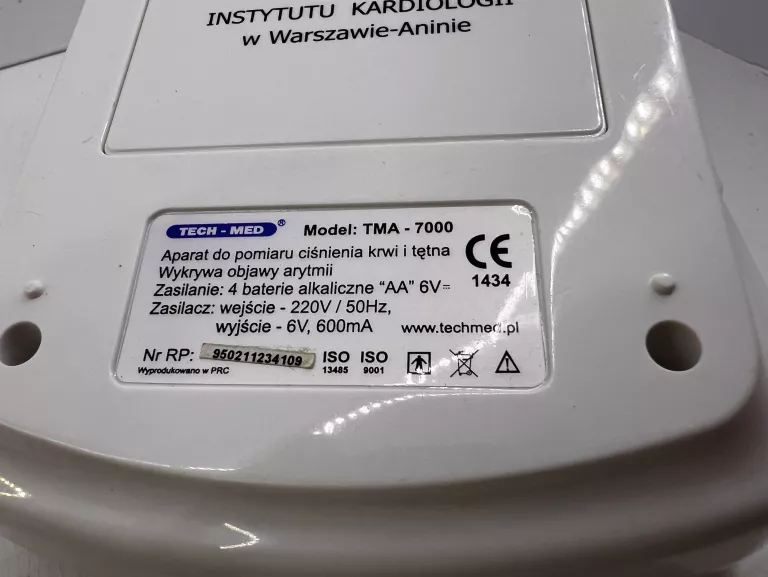 INSTYTUTU KARDIOLOGII
w Warszawie-Aninie
TECH - MED ® Model: TMA - 7000
Aparat do pomiaru ciśnienia krwi i tętna
Wykrywa objawy arytmii
Zasilanie: 4 baterie alkaliczne "AA" 6V
CE 1434
Zasilacz: wejście - 220V / 50Hz,
wyjście - 6V, 600mA www.techmed.pl
Nr RP: 950211234109 ISO 13485 ISO 9001
Wyprodukowano w PRC